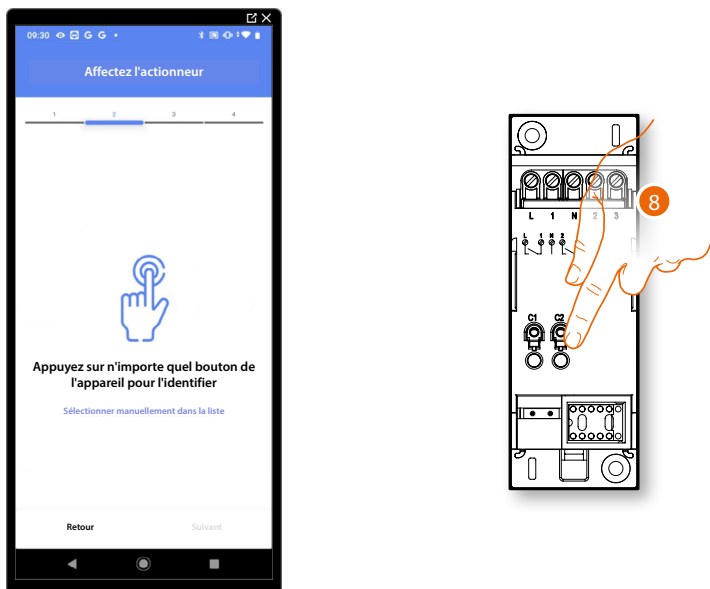 09:30 G G
Affectez l'actionneur
1 2 3 4
Appuyez sur n'importe quel bouton de
l'appareil pour l'identifier
Sélectionner manuellement dans la liste
Retour Suivant
8
L 1 N 2 3
L 1 N 2
C1 C2